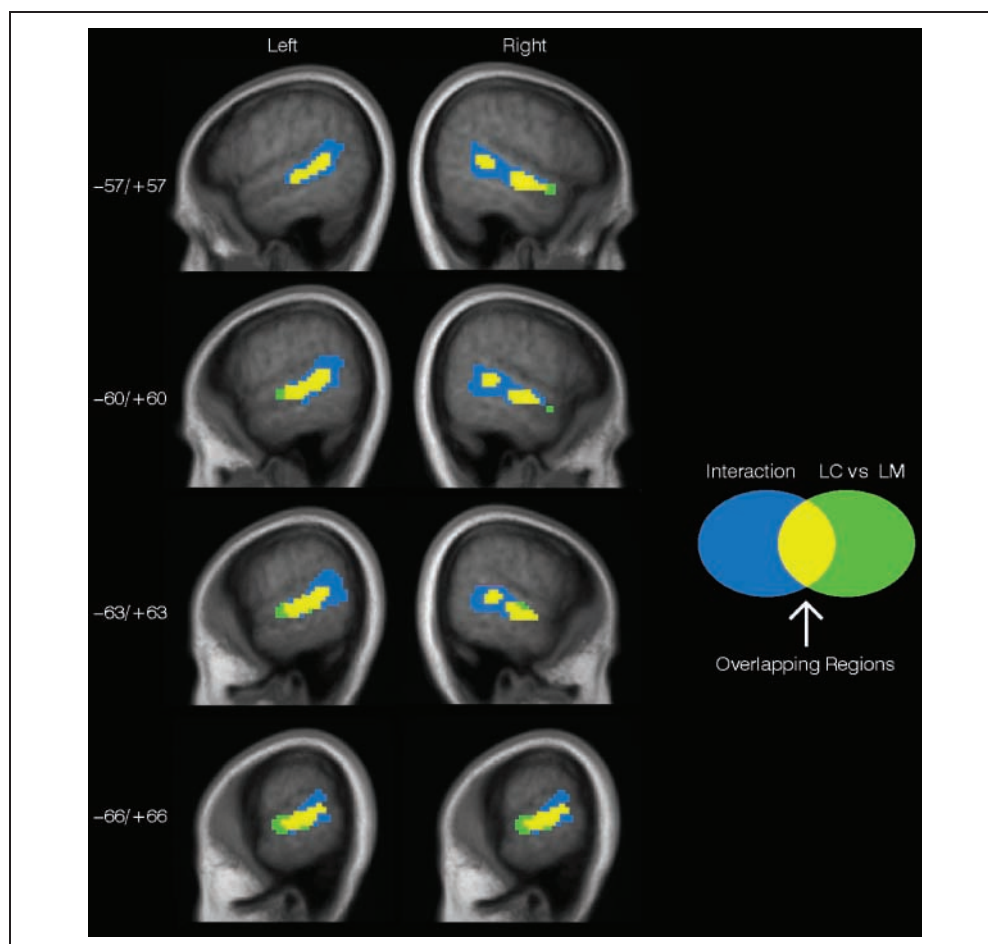 Left Right
−57/+57
−60/+60
Interaction LC vs LM
−63/+63
Overlapping Regions
−66/+66